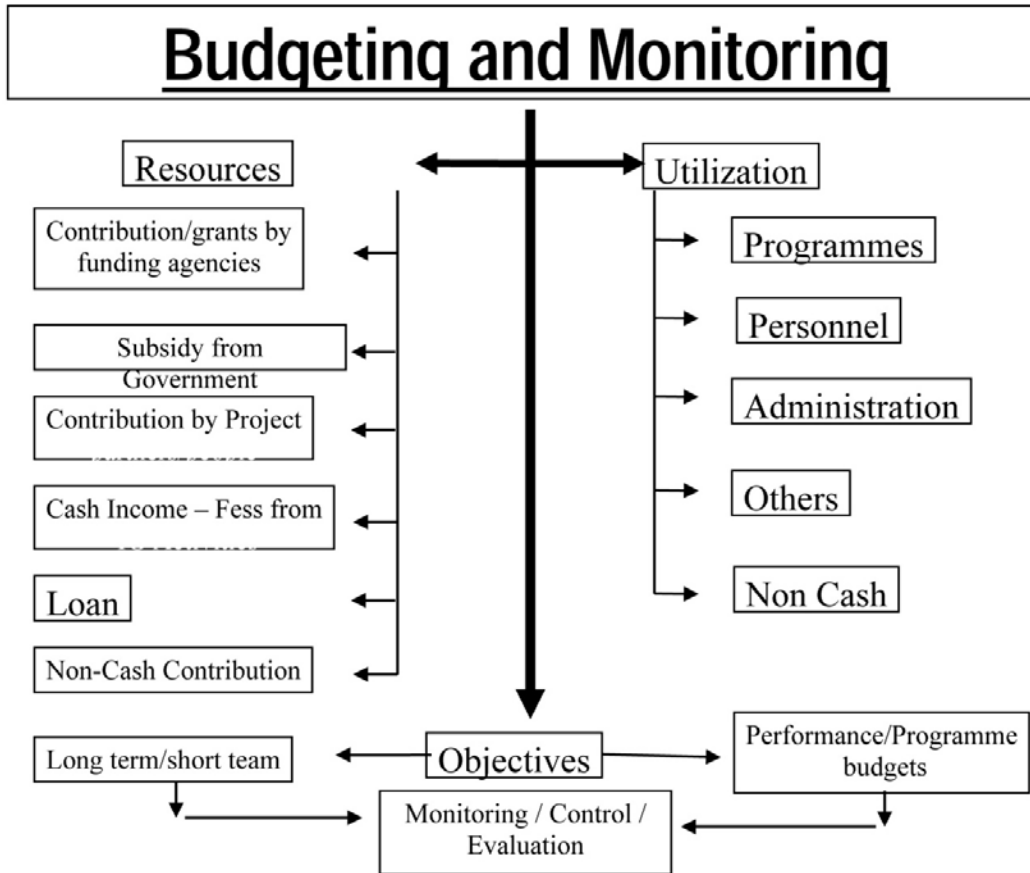 Budgeting and Monitoring
Resources
Utilization
Contribution/grants by
funding agencies
Subsidy from
Government
Contribution by Project
Cash Income – Fess from
Loan
Non-Cash Contribution
Programmes
Personnel
Administration
Others
Non Cash
Long term/short team
Objectives
Performance/Programme
budgets
Monitoring / Control /
Evaluation